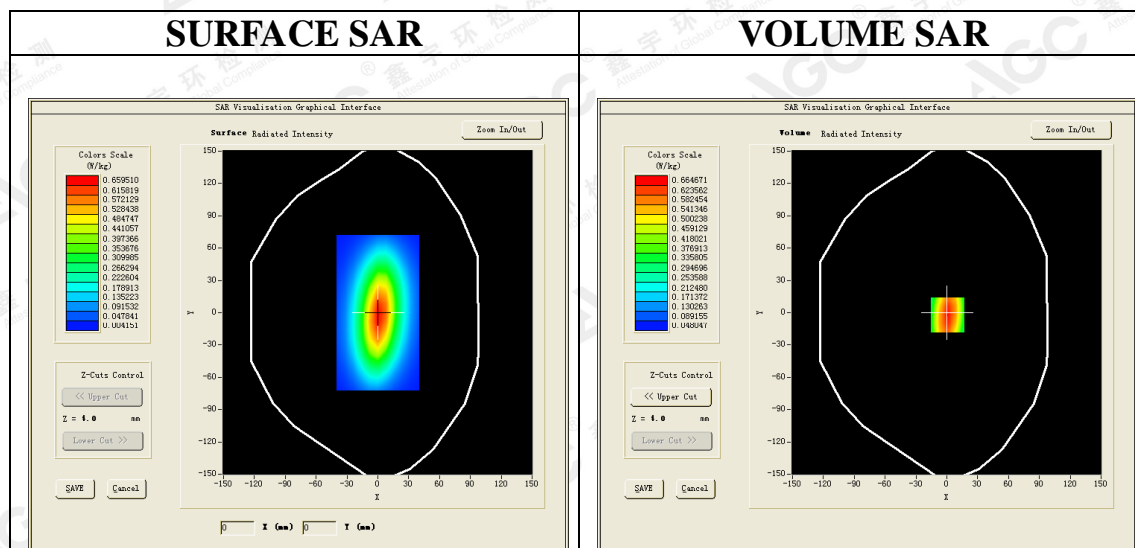 SURFACE SAR
VOLUME SAR
SAR Visualisation Graphical Interface
Surface Radiated Intensity
Zoom In/Out
Colors Scale
(W/kg)
0.659510
0.615819
0.572129
0.528438
0.484747
0.441057
0.397366
0.353676
0.309985
0.266294
0.222604
0.178913
0.135223
0.091532
0.047841
0.004151
Z-Cuts Control
<< Upper Cut
Z = 4.0 mm
Lower Cut >>
SAVE Cancel
150
120
90
60
30
0
-30
-60
-90
-120
-150
Y
-150 -120 -90 -60 -30 0 30 60 90 120 150
X
0 X (mm) 0 Y (mm)
SAR Visualisation Graphical Interface
Volume Radiated Intensity
Zoom In/Out
Colors Scale
(W/kg)
0.664671
0.623562
0.582454
0.541346
0.500238
0.459129
0.418021
0.376913
0.335805
0.294696
0.253588
0.212480
0.171372
0.130263
0.089155
0.048047
Z-Cuts Control
<< Upper Cut
Z = 4.0 mm
Lower Cut >>
SAVE Cancel
150
120
90
60
30
0
-30
-60
-90
-120
-150
Y
-150 -120 -90 -60 -30 0 30 60 90 120 150
X